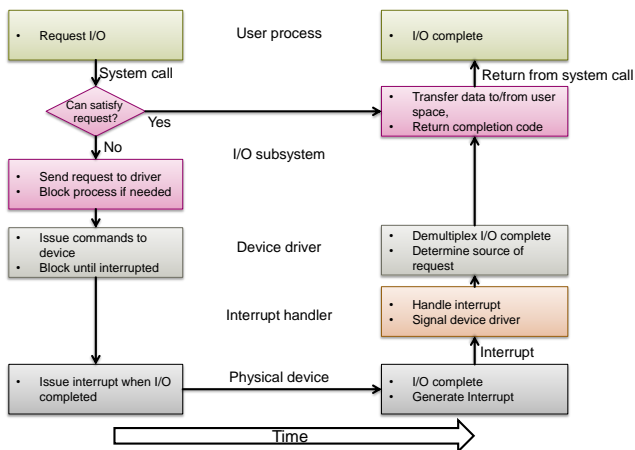 • Request I/O
User process
• I/O complete
System call
Return from system call
Can satisfy
request?
Yes
• Transfer data to/from user
space,
• Return completion code
No
I/O subsystem
• Send request to driver
• Block process if needed
• Issue commands to
device
• Block until interrupted
Device driver
• Demultiplex I/O complete
• Determine source of
request
Interrupt handler
• Handle interrupt
• Signal device driver
Interrupt
• Issue interrupt when I/O
completed
Physical device
• I/O complete
• Generate Interrupt
Time